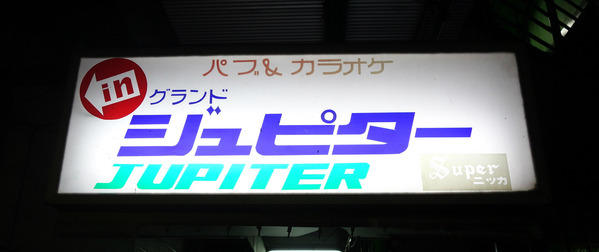 パブ& カラオケ
in
グランド
ジュピター
JUPITER
Super
ニッカ